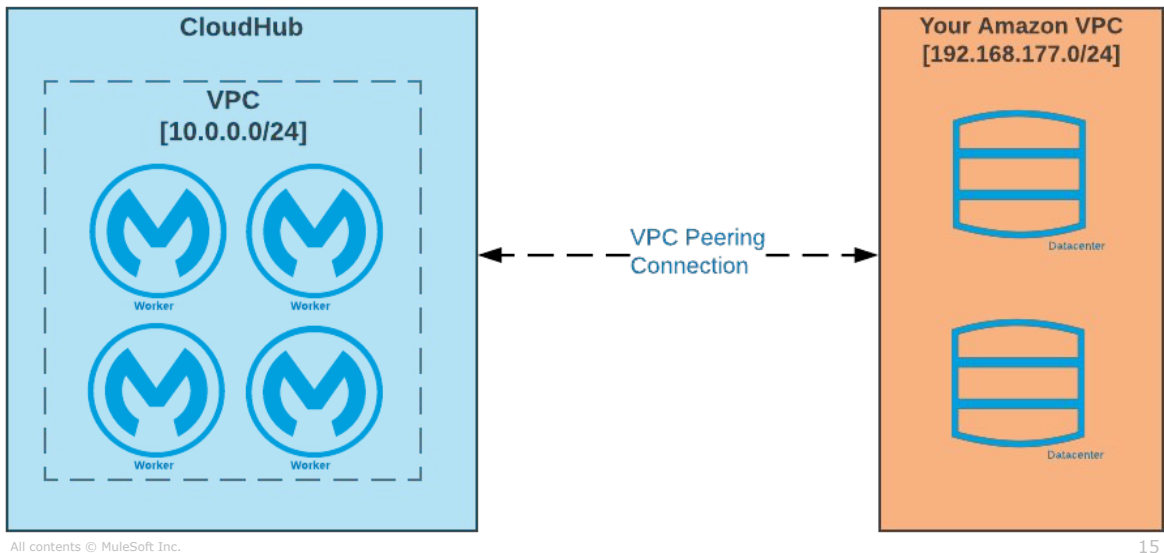 CloudHub
VPC
[10.0.0.0/24]
Worker
Worker
Worker
Worker
VPC Peering
Connection
Your Amazon VPC
[192.168.177.0/24]
Datacenter
Datacenter
All contents © MuleSoft Inc.
15